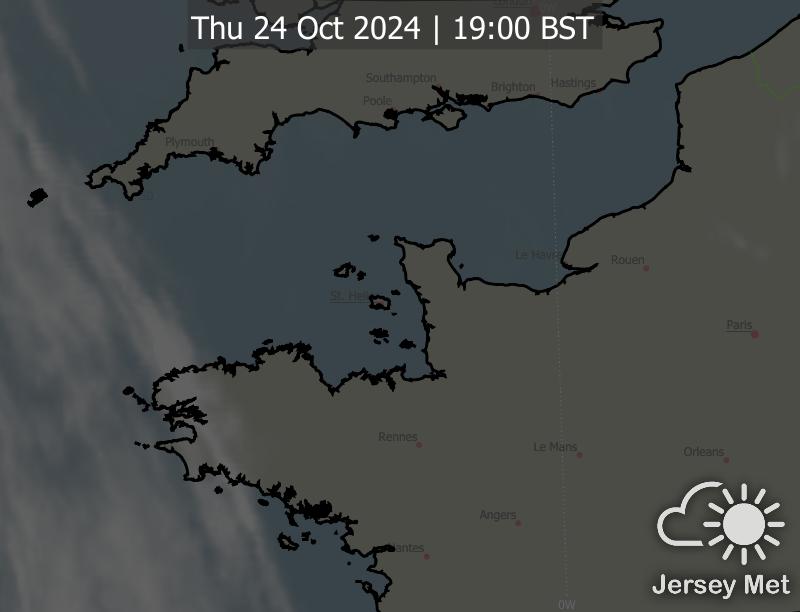 London
Thu 24 Oct 2024 | 19:00 BST
Southampton
Brighton
Hastings
Poole
Plymouth
Le Havre
Rouen
St. Helier
Paris
Rennes
Le Mans
Orleans
Angers
Nantes
Jersey Met
0W